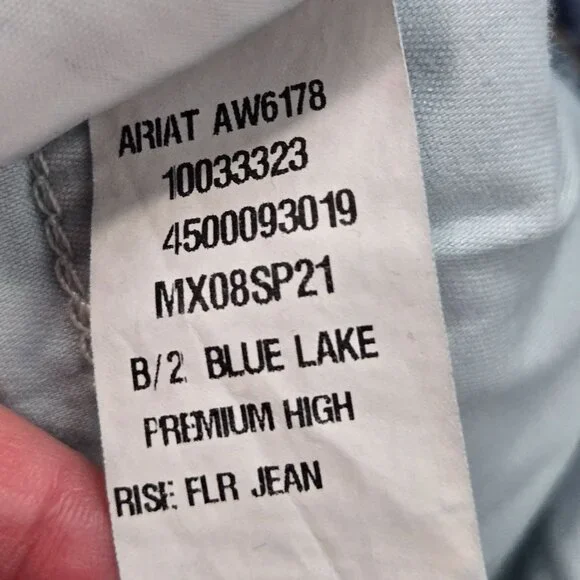 ARIAT AW6178
10033323
4500093019
MX08SP21
B/2 BLUE LAKE
PREMIUM HIGH
RISE FLR JEAN